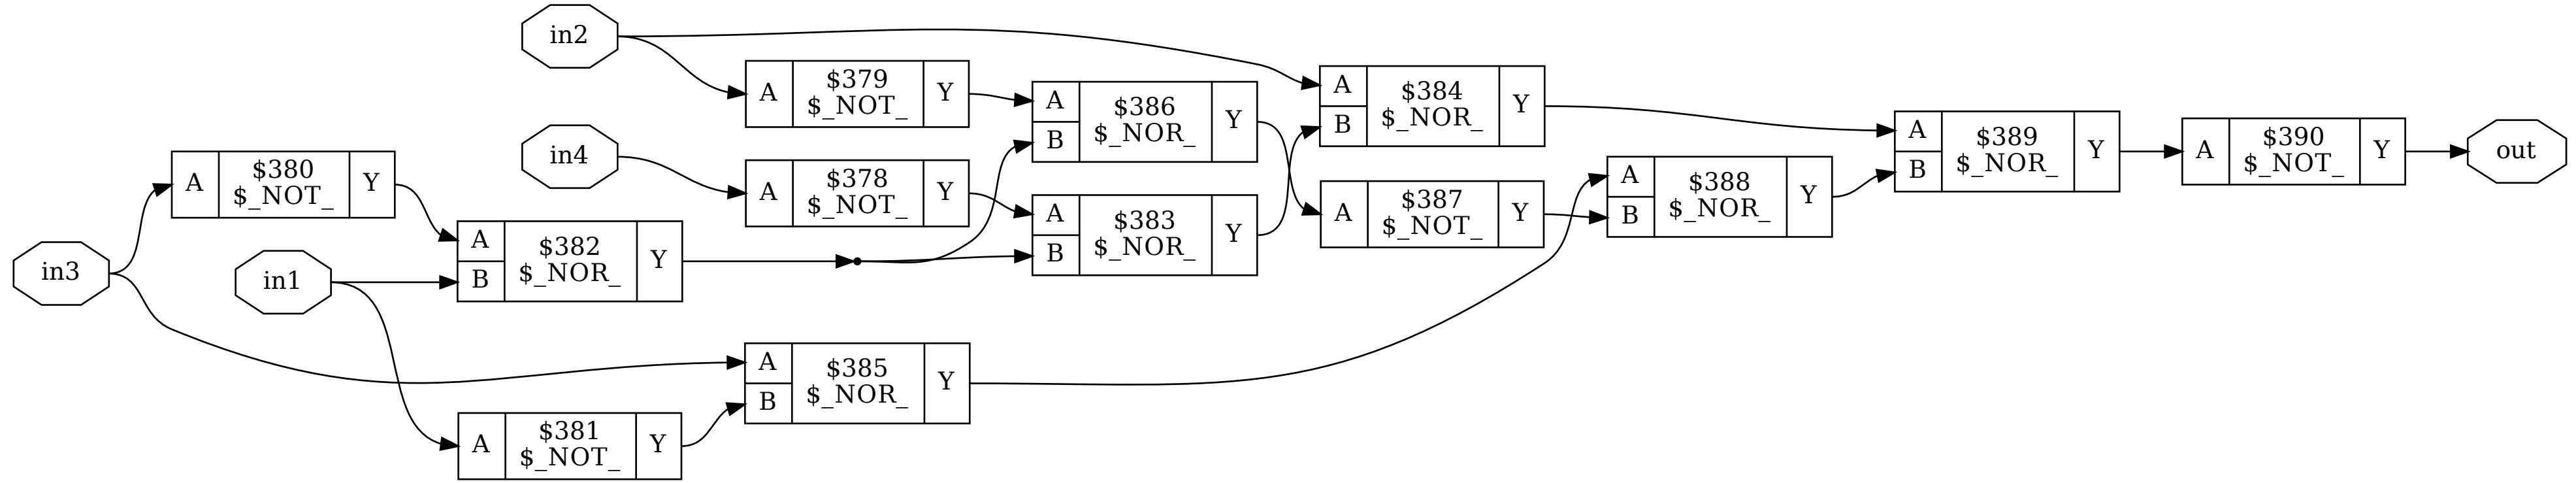 in2
A
$379
$_NOT_
Y
in4
A
$378
$_NOT_
Y
A
$380
$_NOT_
Y
in3
in1
A
B
$382
$_NOR_
Y
A
B
$386
$_NOR_
Y
A
B
$383
$_NOR_
Y
A
B
$384
$_NOR_
Y
A
$387
$_NOT_
Y
A
B
$388
$_NOR_
Y
A
B
$389
$_NOR_
Y
A
$390
$_NOT_
Y
out
A
B
$385
$_NOR_
Y
A
$381
$_NOT_
Y